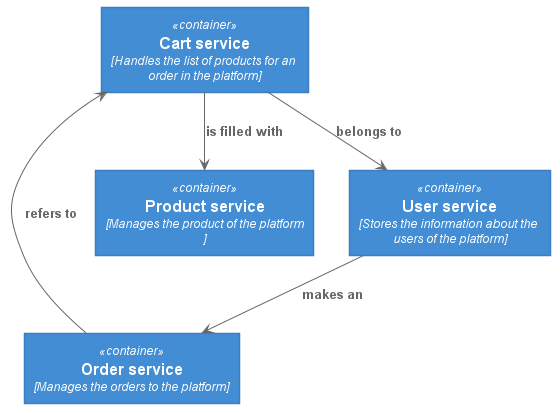 «container»
Cart service
[Handles the list of products for an
order in the platform]
is filled with
belongs to
«container»
Product service
[Manages the product of the platform
]
«container»
User service
[Stores the information about the
users of the platform]
refers to
makes an
«container»
Order service
[Manages the orders to the platform]